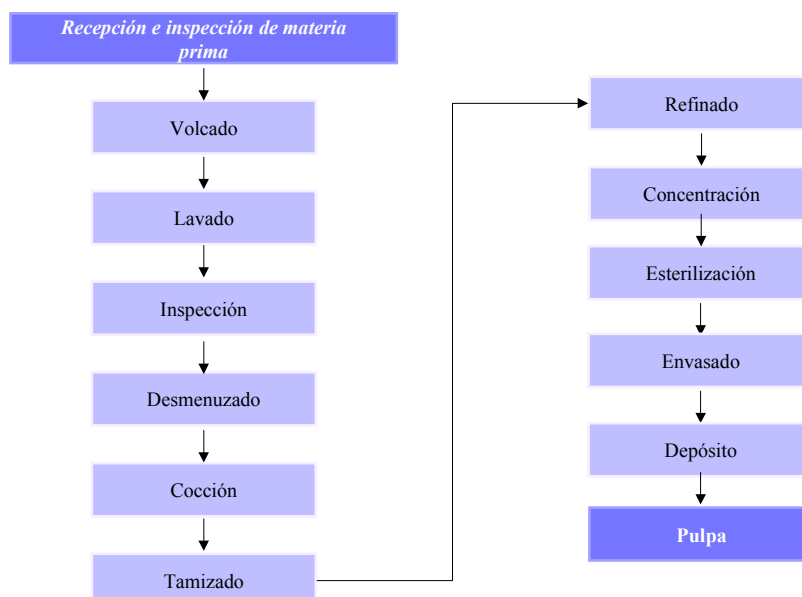 Recepción e inspección de materia
prima
Volcado
Lavado
Inspección
Desmenuzado
Cocción
Tamizado
Refinado
Concentración
Esterilización
Envasado
Depósito
Pulpa